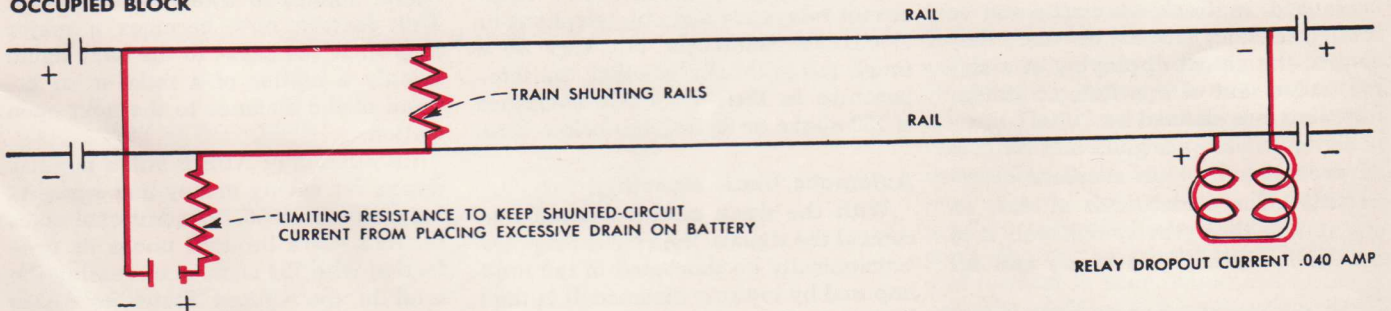 OCCUPIED BLOCK
RAIL
+
−
+
TRAIN SHUNTING RAILS
RAIL
−
+
−
LIMITING RESISTANCE TO KEEP SHUNTED-CIRCUIT
CURRENT FROM PLACING EXCESSIVE DRAIN ON BATTERY
RELAY DROPOUT CURRENT .040 AMP
− +